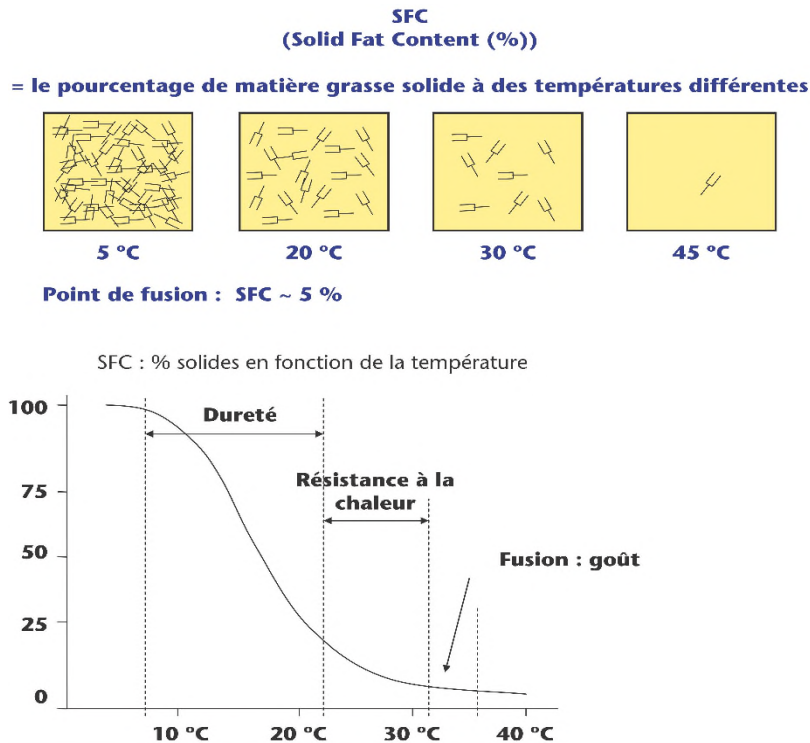 SFC
(Solid Fat Content (%))
= le pourcentage de matière grasse solide à des températures différentes
5 °C
20 °C
30 °C
45 °C
Point de fusion : SFC ~ 5 %
SFC : % solides en fonction de la température
100
Dureté
75
Résistance à la
chaleur
50
Fusion : goût
25
0
10 °C
20 °C
30 °C
40 °C